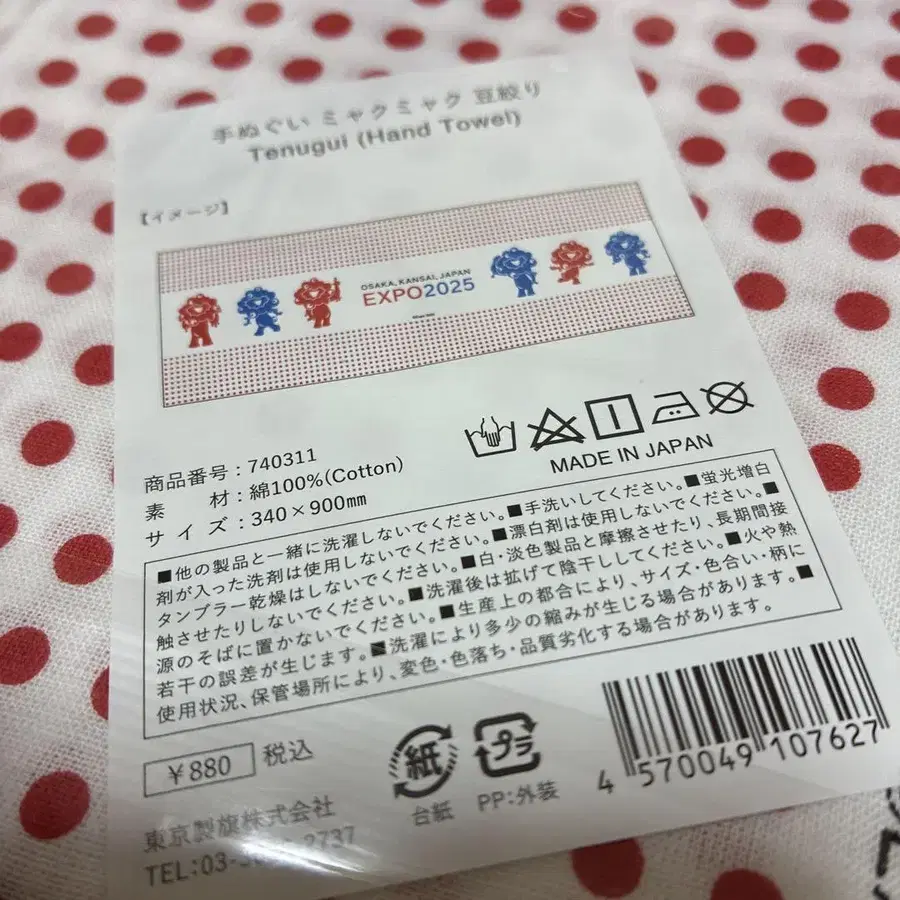 手ぬぐい ミャクミャク 豆絞り
Tenugui (Hand Towel)
【イメージ】
OSAKA, KANSAI, JAPAN
EXPO2025
商品番号：740311
素　材：綿100%(Cotton)
サイズ：340×900mm
MADE IN JAPAN
■他の製品と一緒に洗濯しないでください。■手洗いしてください。■蛍光増白
剤が入った洗剤は使用しないでください。■漂白剤は使用しないでください。■
タンブラー乾燥はしないでください。■白・淡色製品と摩擦させたり、長期間接
触させたりしないでください。■洗濯後は拡げて陰干ししてください。■火や熱
源のそばに置かないでください。■生産上の都合により、サイズ・色合い・柄に
若干の誤差が生じます。■洗濯により多少の縮みが生じる場合があります。■
使用状況、保管場所により、変色・色落ち・品質劣化する場合があります。
￥880 税込
紙
台紙
プラ
PP：外装
4 570049 107627
東京製旗株式会社
TEL:03-
2737